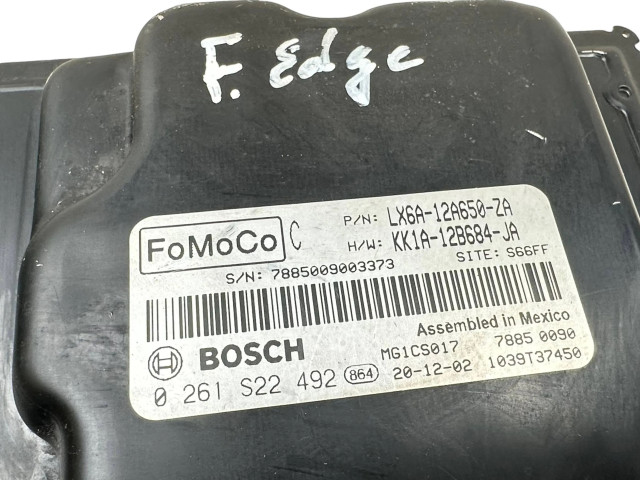 F. Edge
FoMoCo C P/N: LX6A-12A650-ZA
H/W: KK1A-12B684-JA
S/N: 7885009003373 SITE: S66FF
Assembled in Mexico
BOSCH MG1CS017 7885 0090
0 261 S22 492 864 20-12-02 1039T37450